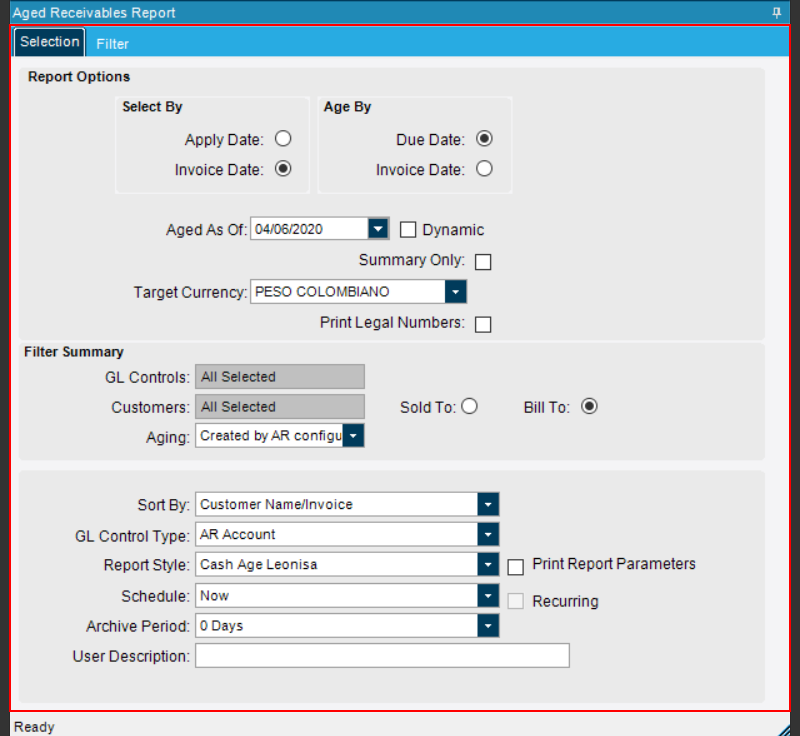 Aged Receivables Report
Selection Filter
Report Options
Select By Age By
Apply Date: Due Date:
Invoice Date: Invoice Date:
Aged As Of: 04/06/2020 Dynamic
Summary Only:
Target Currency: PESO COLOMBIANO
Print Legal Numbers:
Filter Summary
GL Controls: All Selected
Customers: All Selected Sold To: Bill To:
Aging: Created by AR configu
Sort By: Customer Name/Invoice
GL Control Type: AR Account
Report Style: Cash Age Leonisa Print Report Parameters
Schedule: Now Recurring
Archive Period: 0 Days
User Description:
Ready